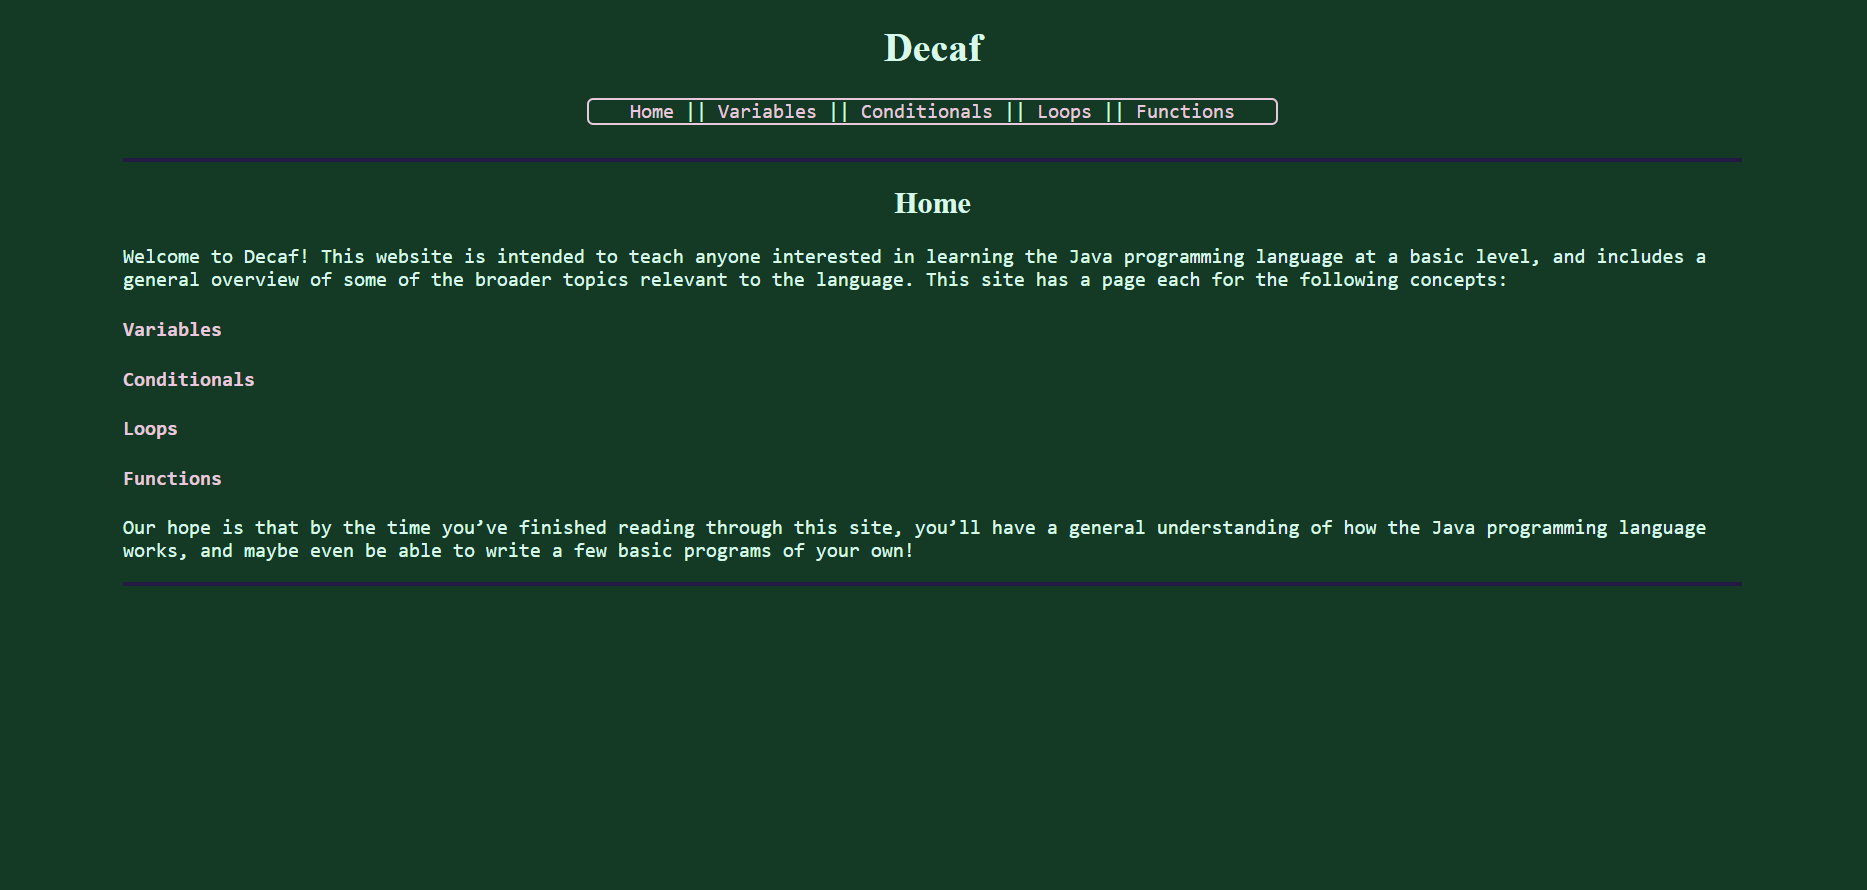 Decaf
Home || Variables || Conditionals || Loops || Functions
Home
Welcome to Decaf! This website is intended to teach anyone interested in learning the Java programming language at a basic level, and includes a
general overview of some of the broader topics relevant to the language. This site has a page each for the following concepts:
Variables
Conditionals
Loops
Functions
Our hope is that by the time you’ve finished reading through this site, you’ll have a general understanding of how the Java programming language
works, and maybe even be able to write a few basic programs of your own!